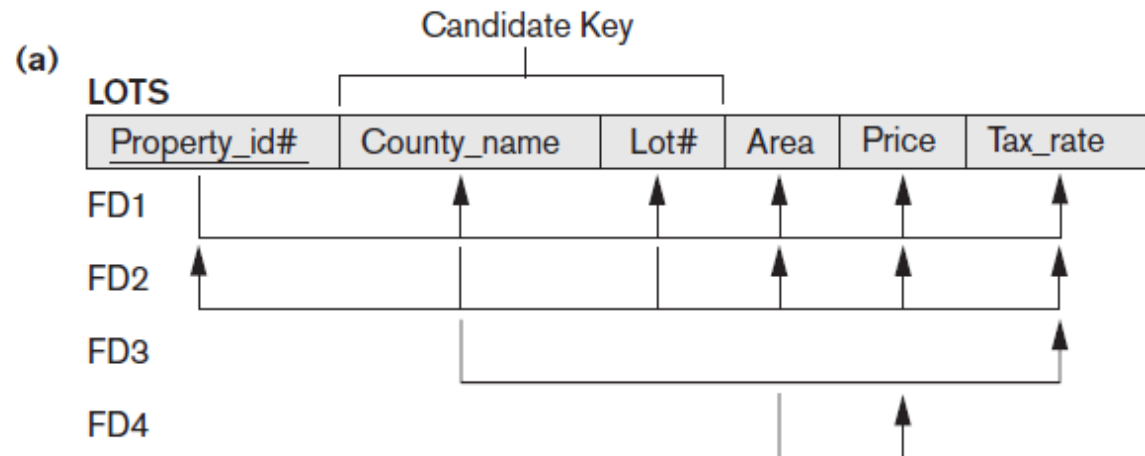 Candidate Key
(a)
LOTS
Property_id# County_name Lot# Area Price Tax_rate
FD1
FD2
FD3
FD4